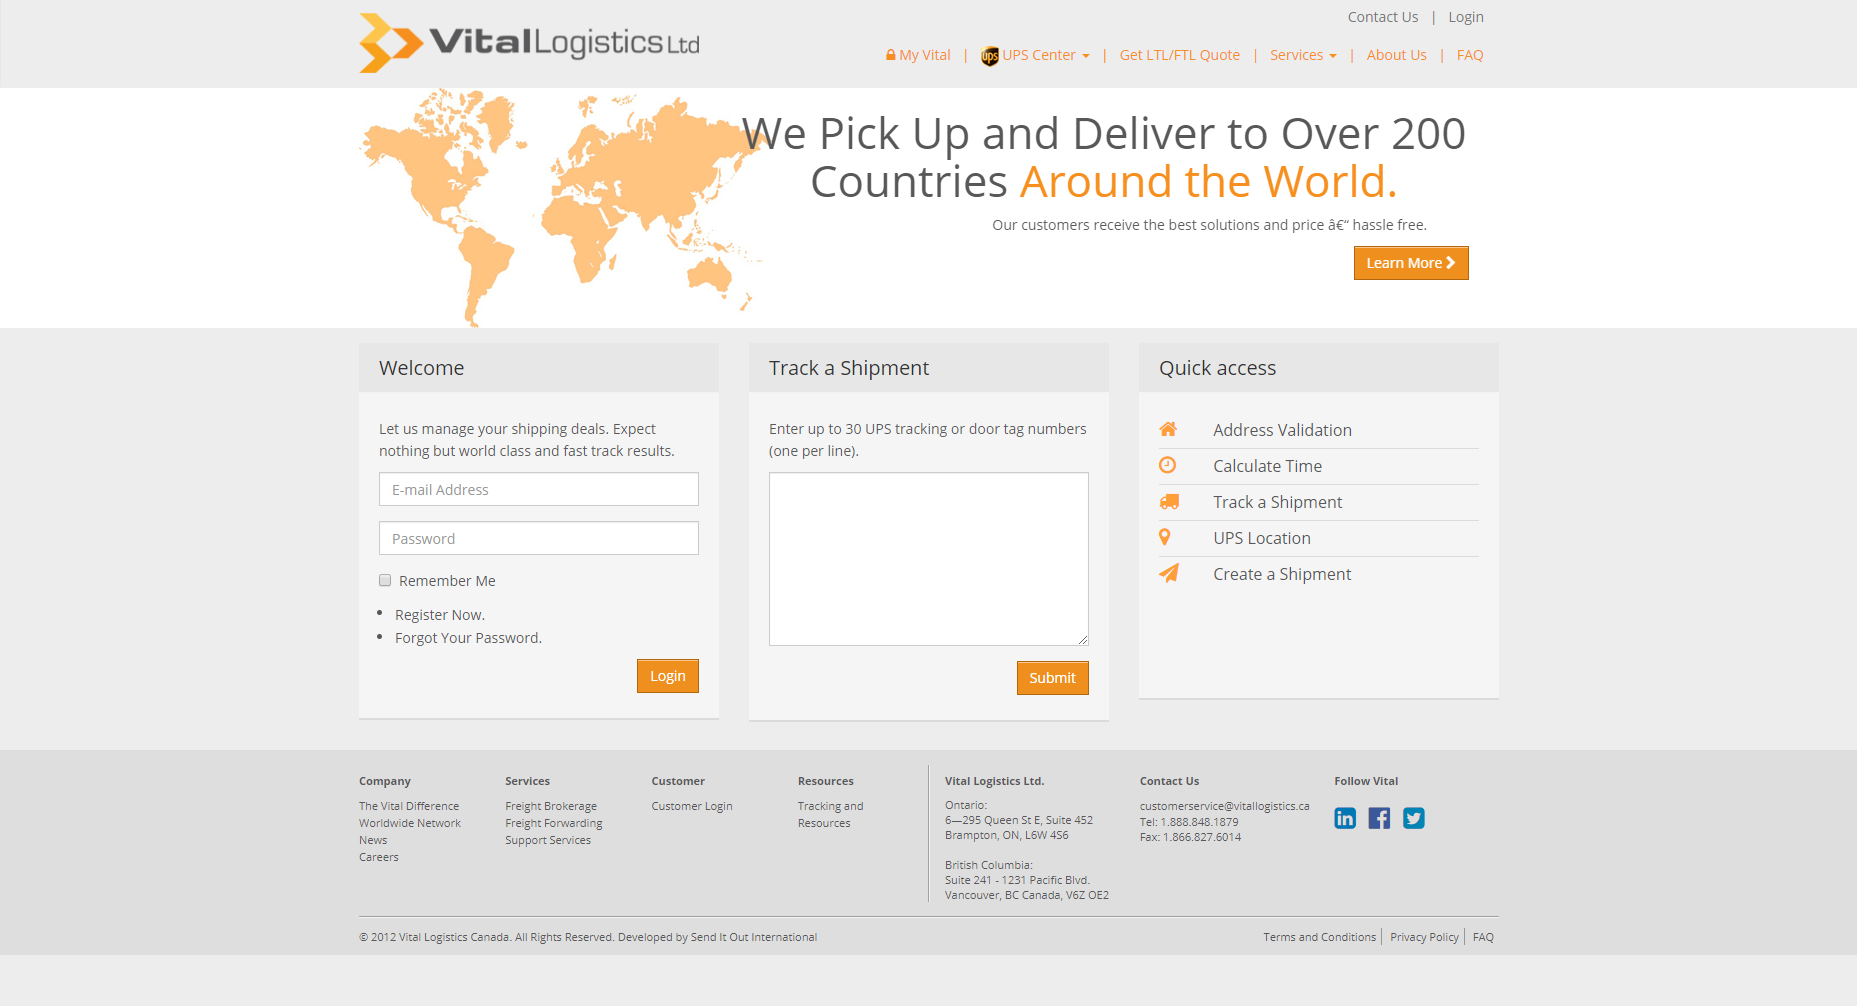 VitalLogistics Ltd
Contact Us | Login
My Vital | ups UPS Center | Get LTL/FTL Quote | Services | About Us | FAQ
We Pick Up and Deliver to Over 200
Countries Around the World.
Our customers receive the best solutions and price â€“ hassle free.
Learn More
Welcome
Let us manage your shipping deals. Expect
nothing but world class and fast track results.
E-mail Address
Password
Remember Me
• Register Now.
• Forgot Your Password.
Login
Track a Shipment
Enter up to 30 UPS tracking or door tag numbers
(one per line).
Submit
Quick access
Address Validation
Calculate Time
Track a Shipment
UPS Location
Create a Shipment
Company
The Vital Difference
Worldwide Network
News
Careers
Services
Freight Brokerage
Freight Forwarding
Support Services
Customer
Customer Login
Resources
Tracking and
Resources
Vital Logistics Ltd.
Ontario:
6—295 Queen St E, Suite 452
Brampton, ON, L6W 4S6
British Columbia:
Suite 241 - 1231 Pacific Blvd.
Vancouver, BC Canada, V6Z OE2
Contact Us
customerservice@vitallogistics.ca
Tel: 1.888.848.1879
Fax: 1.866.827.6014
Follow Vital
© 2012 Vital Logistics Canada. All Rights Reserved. Developed by Send It Out International
Terms and Conditions | Privacy Policy | FAQ